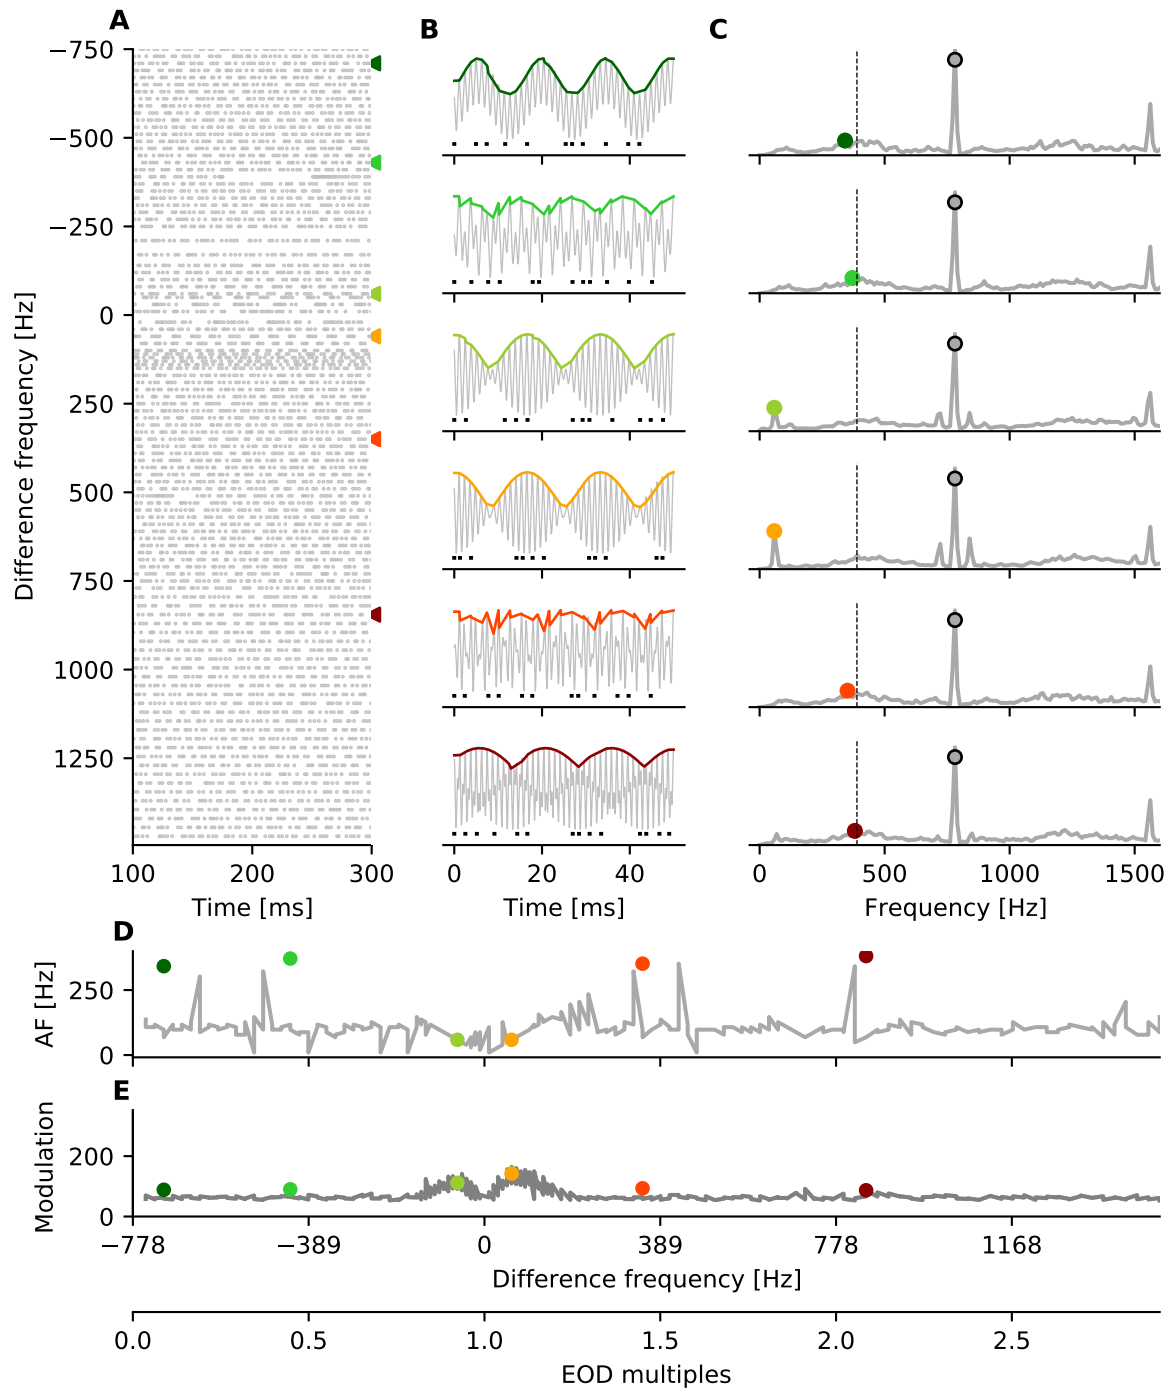 A
B
C
−750
−500
−250
0
250
500
750
1000
1250
Difference frequency [Hz]
100
200
300
0
20
40
0
500
1000
1500
Time [ms]
Time [ms]
Frequency [Hz]
D
250
0
AF [Hz]
E
200
0
Modulation
−778
−389
0
389
778
1168
Difference frequency [Hz]
0.0
0.5
1.0
1.5
2.0
2.5
EOD multiples